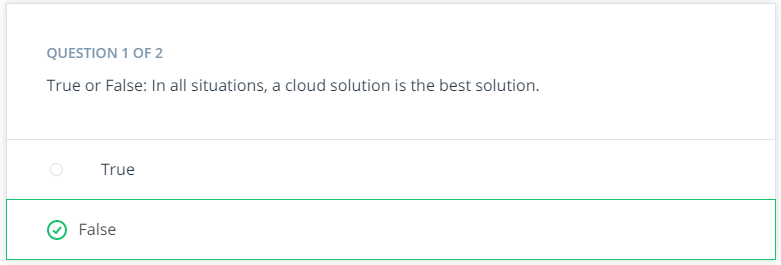 QUESTION 1 OF 2
True or False: In all situations, a cloud solution is the best solution.
True
False